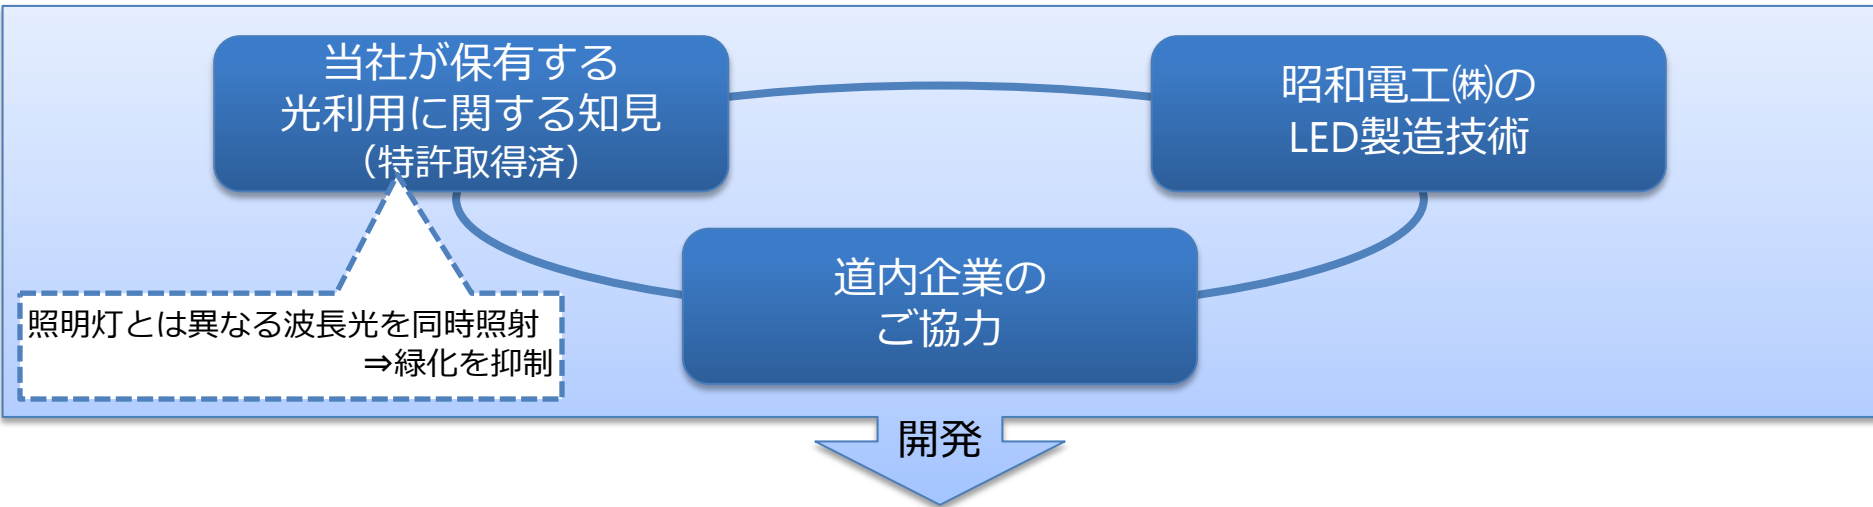 当社が保有する
光利用に関する知見
（特許取得済）
昭和電工㈱の
LED製造技術
道内企業の
ご協力
照明灯とは異なる波長光を同時照射
⇒緑化を抑制
開発